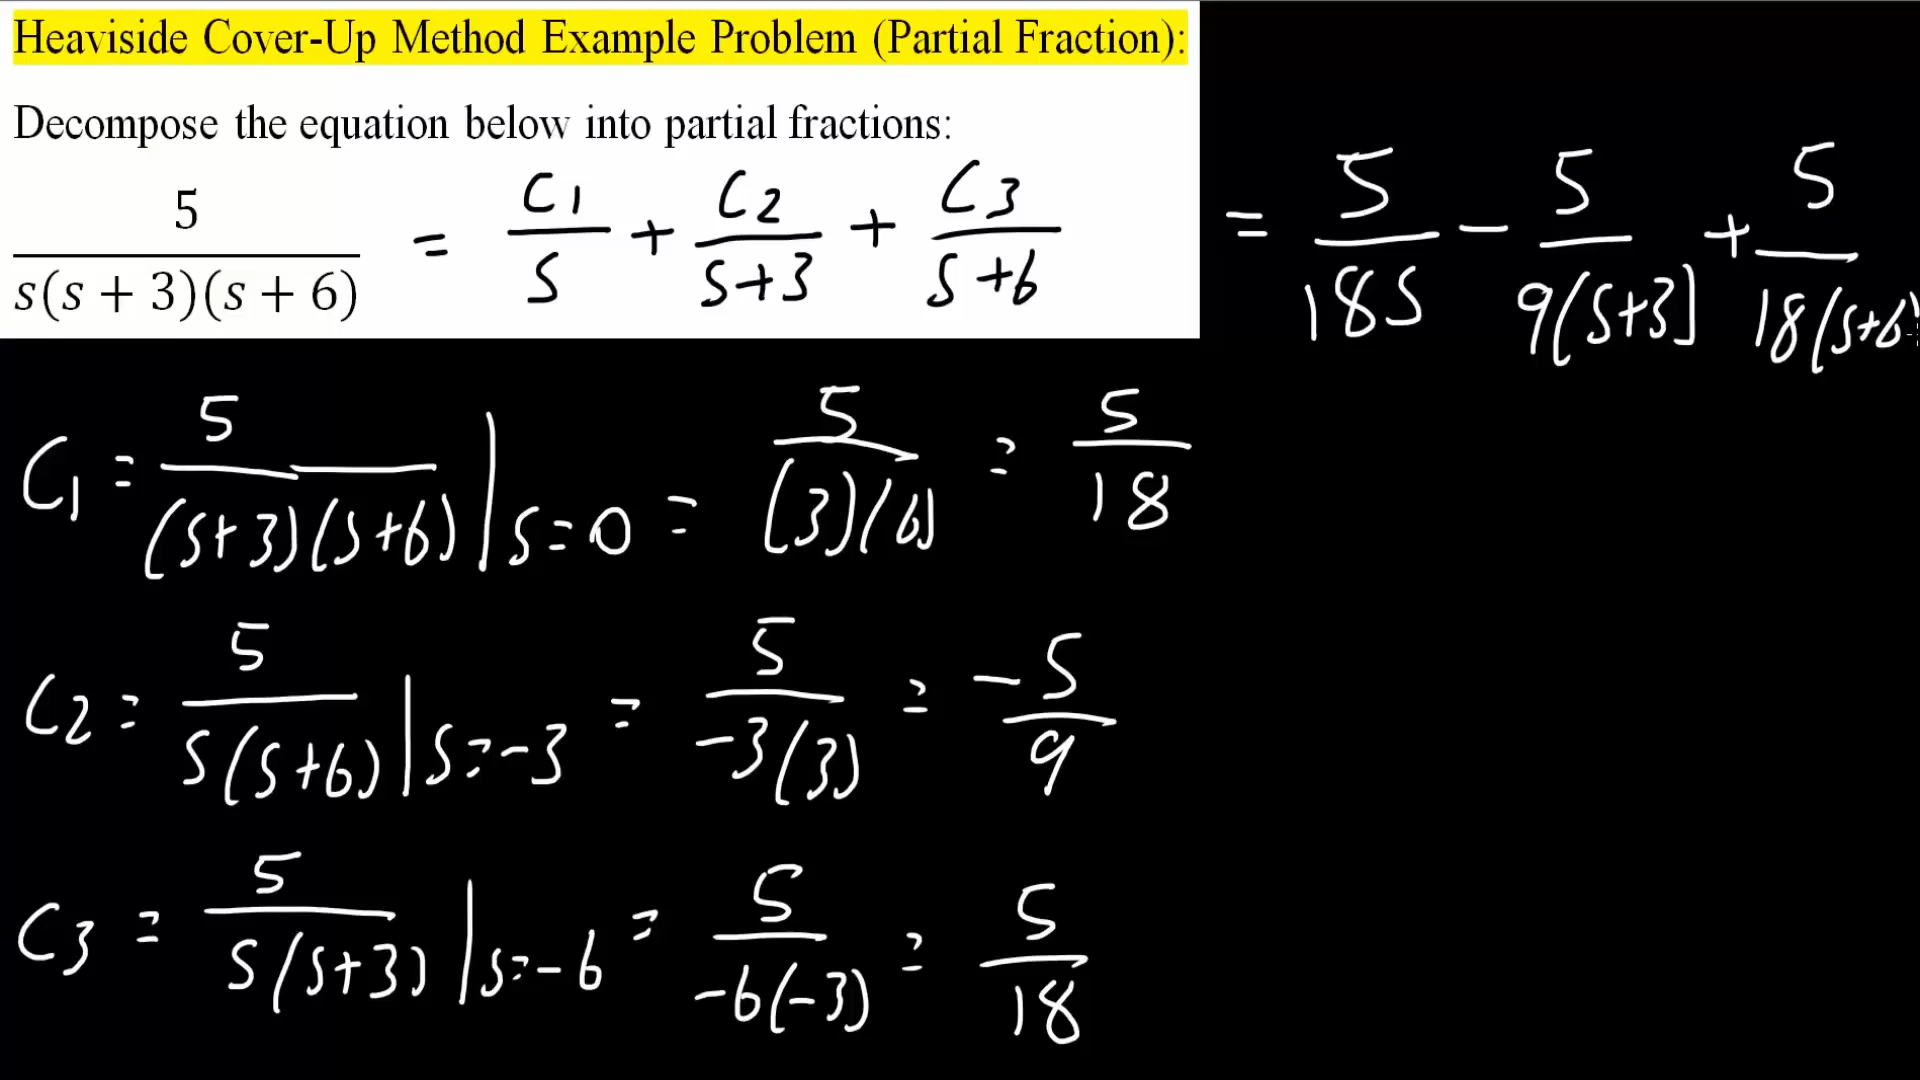 Heaviside Cover-Up Method Example Problem (Partial Fraction):
Decompose the equation below into partial fractions:
5/(s(s + 3)(s + 6)) = C1/S + C2/(S+3) + C3/(S+6) = 5/(18S) - 5/(9(S+3]) + 5/(18(S+6)
C1 = 5/((S+3)(S+6)) | S=0 = 5/((3)(6)) = 5/18
C2 = 5/(S(S+6)) | S=-3 = 5/(-3(3)) = -5/9
C3 = 5/(S(S+3)) | S=-6 = 5/(-6(-3)) = 5/18